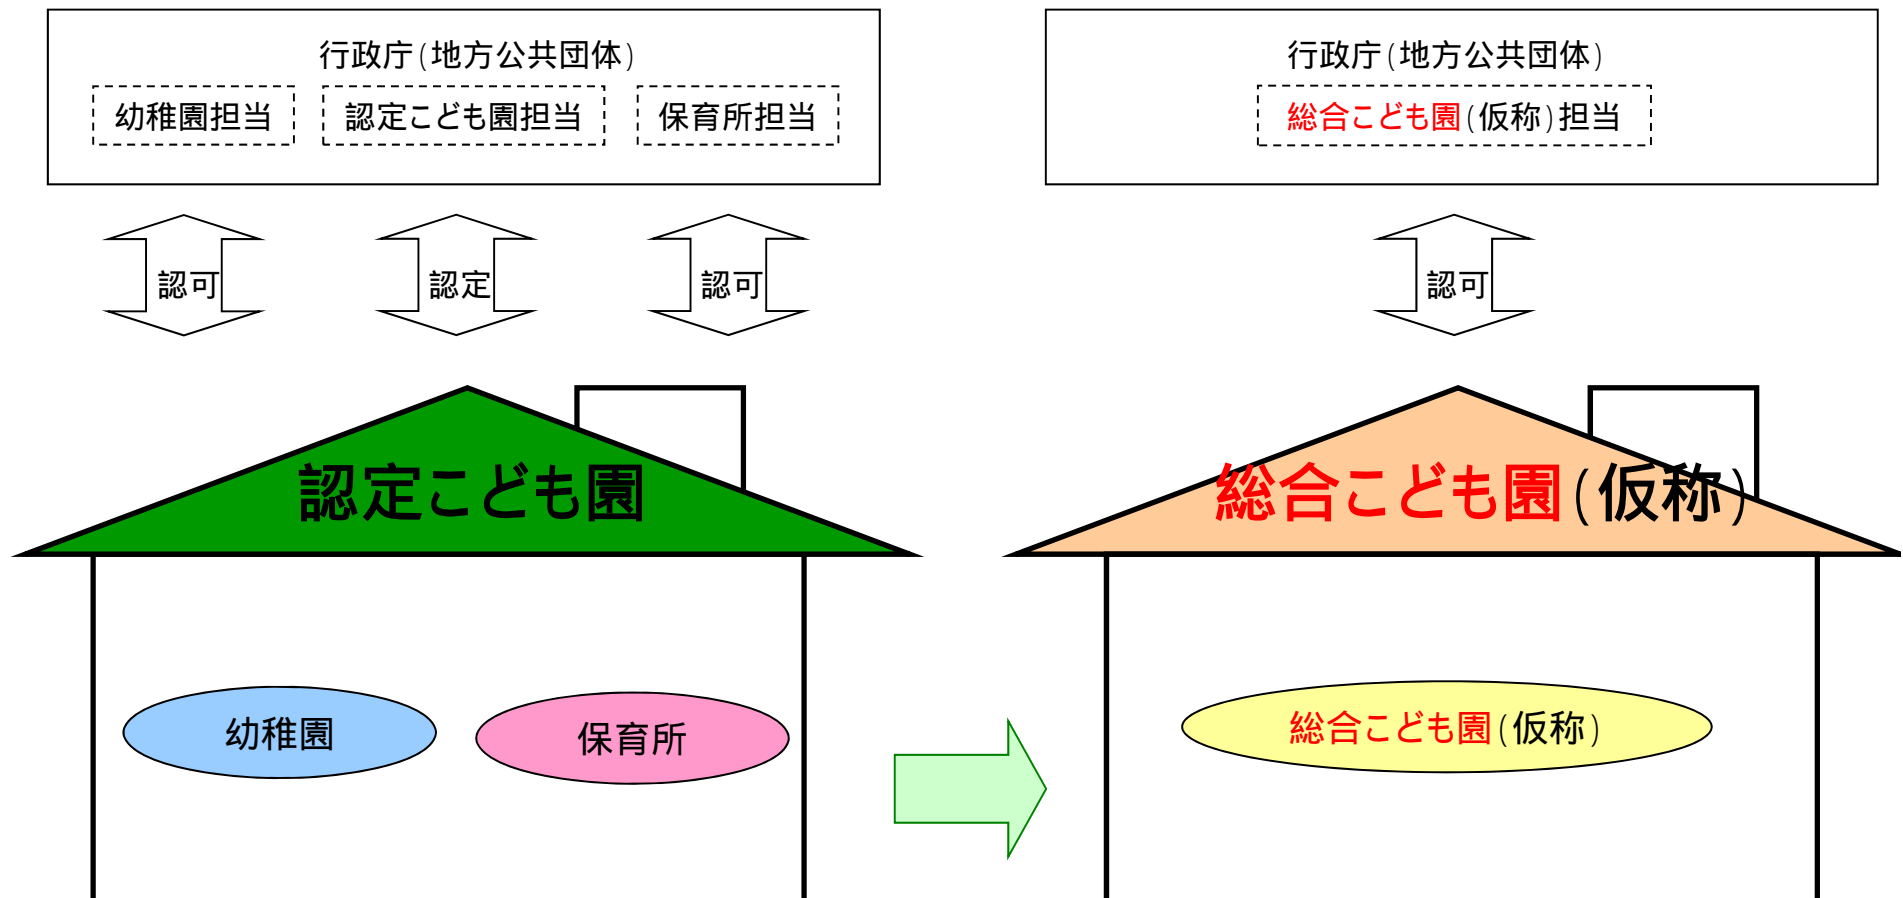 行政庁(地方公共団体)
幼稚園担当
認定こども園担当
保育所担当
認可
認定
認可
認定こども園
幼稚園
保育所
行政庁(地方公共団体)
総合こども園(仮称)担当
認可
総合こども園(仮称)
総合こども園(仮称)